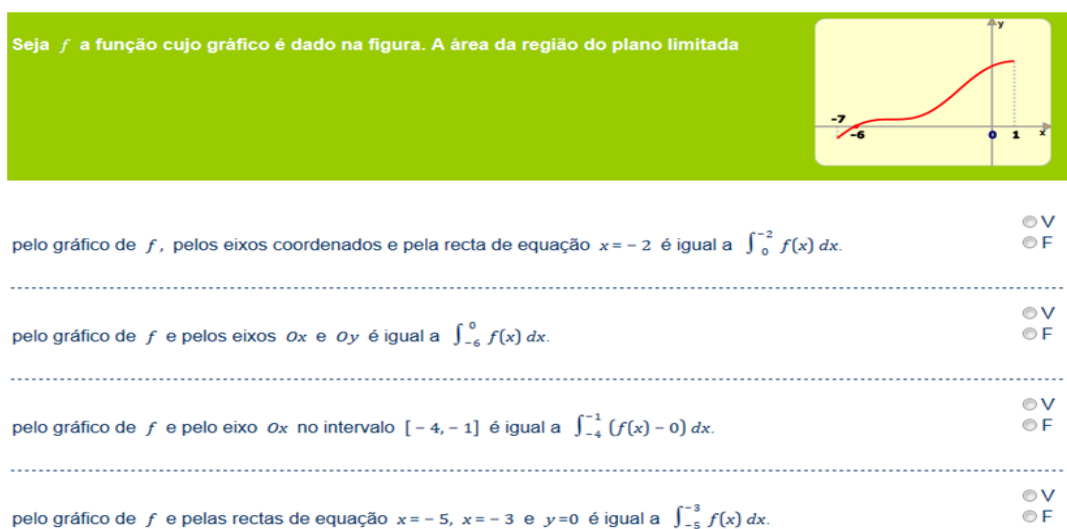 Seja f a função cujo gráfico é dado na figura. A área da região do plano limitada
y
-7
-6
0
1
x
pelo gráfico de f, pelos eixos coordenados e pela recta de equação x = − 2 é igual a ∫₀⁻² f(x) dx.
V
F
pelo gráfico de f e pelos eixos Ox e Oy é igual a ∫₋₆⁰ f(x) dx.
V
F
pelo gráfico de f e pelo eixo Ox no intervalo [− 4, − 1] é igual a ∫₋₄⁻¹ (f(x) − 0) dx.
V
F
pelo gráfico de f e pelas rectas de equação x = − 5, x = − 3 e y=0 é igual a ∫₋₅⁻³ f(x) dx.
V
F